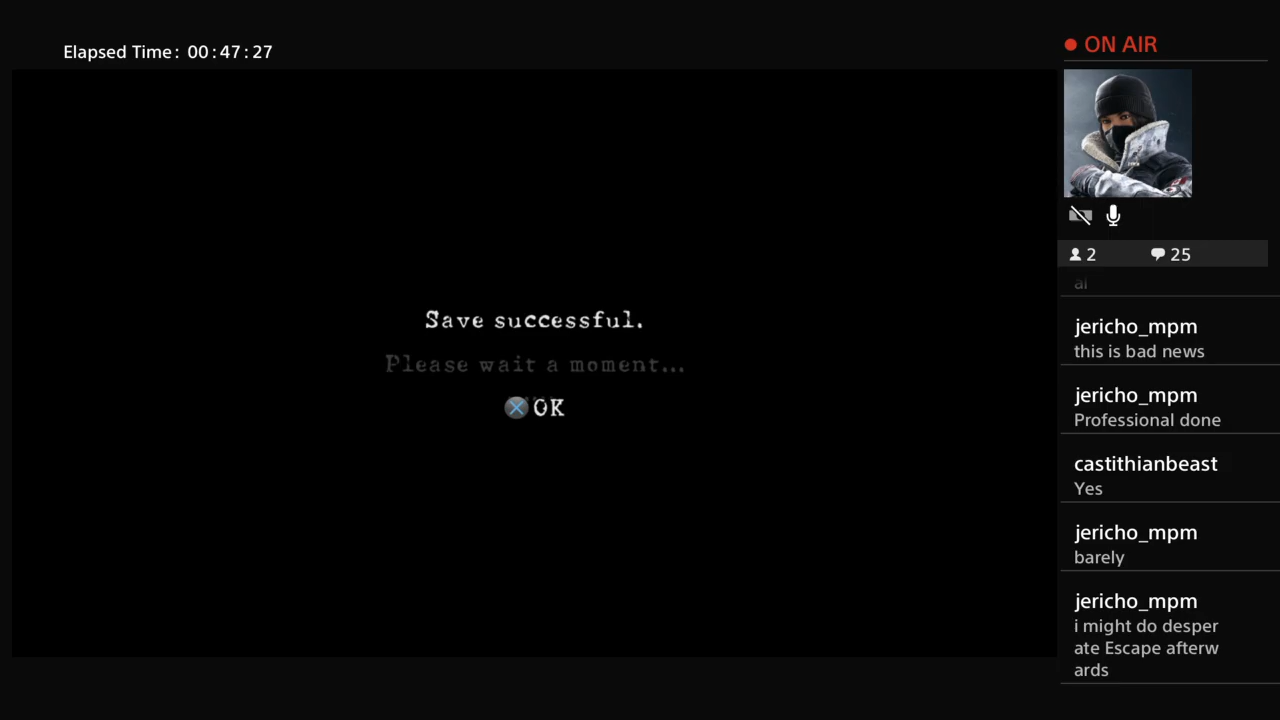 Elapsed Time: 00:47:27
ON AIR
2 25
al
jericho_mpm
this is bad news
jericho_mpm
Professional done
castithianbeast
Yes
jericho_mpm
barely
jericho_mpm
i might do desper
ate Escape afterw
ards
Save successful.
Please wait a moment...
OK